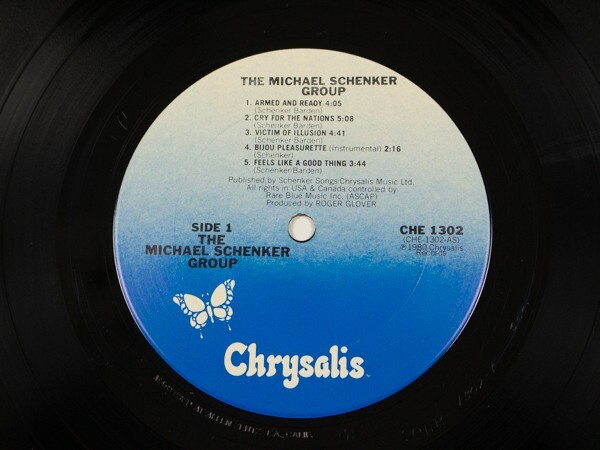 THE MICHAEL SCHENKER
GROUP
1. ARMED AND READY 4:05
(Schenker/Barden)
2. CRY FOR THE NATIONS 5:08
(Schenker/Barden)
3. VICTIM OF ILLUSION 4:41
(Schenker/Barden)
4. BIJOU PLEASURETTE (Instrumental) 2:16
(Schenker)
5. FEELS LIKE A GOOD THING 3:44
(Schenker/Barden)
Published by Schenker Songs/Chrysalis Music Ltd.
All rights in USA & Canada controlled by
Rare Blue Music Inc. (ASCAP)
Produced by ROGER GLOVER
SIDE 1
THE
MICHAEL SCHENKER
GROUP
CHE 1302
(CHE-1302-AS)
℗ 1980 Chrysalis
Records
Chrysalis